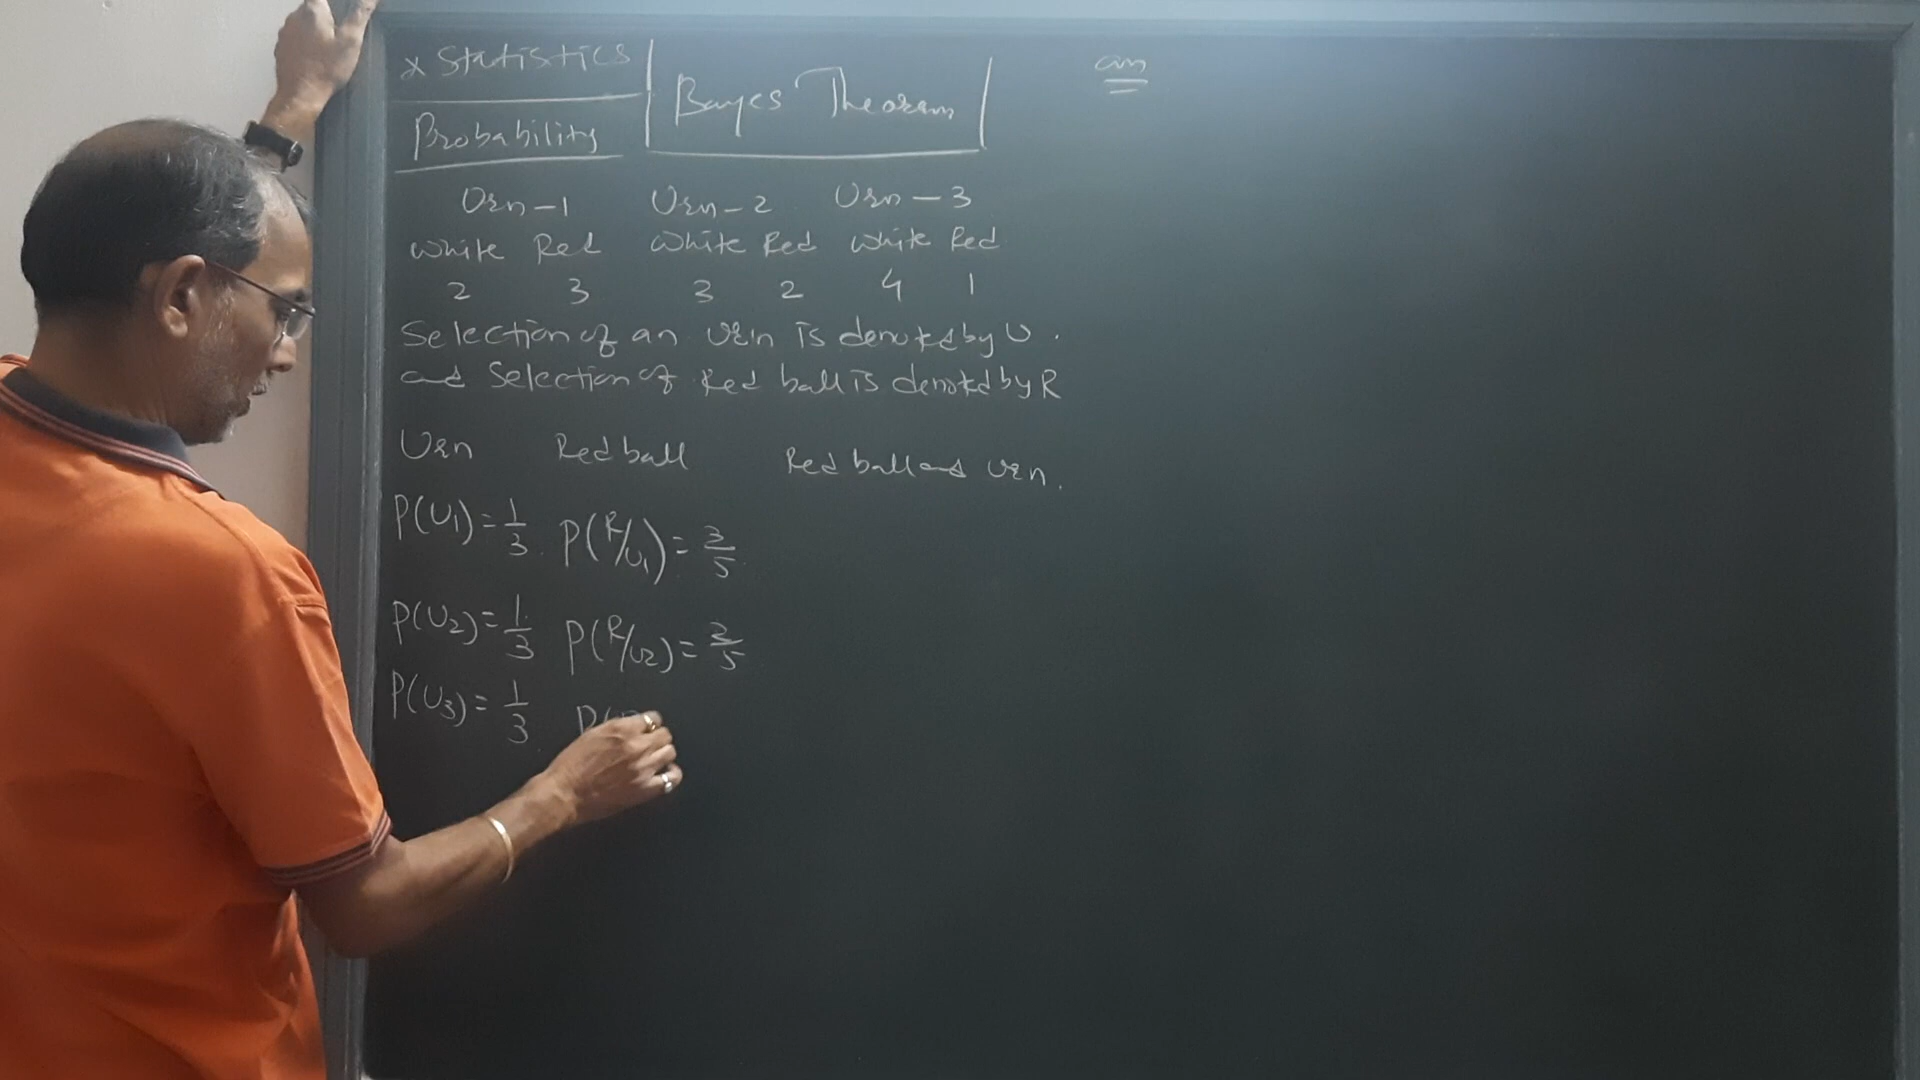 x Statistics
Probability
Bayes Theorem
Urn-1 Urn-2 Urn-3
White Red White Red White Red
2 3 3 2 4 1
Selection of an Urn is denoted by U.
and Selection of Red ball is denoted by R
Urn Red ball Red ball and Urn.
P(U1)=1/3 P(R/U1)=3/5
P(U2)=1/3 P(R/U2)=2/5
P(U3)=1/3 P(